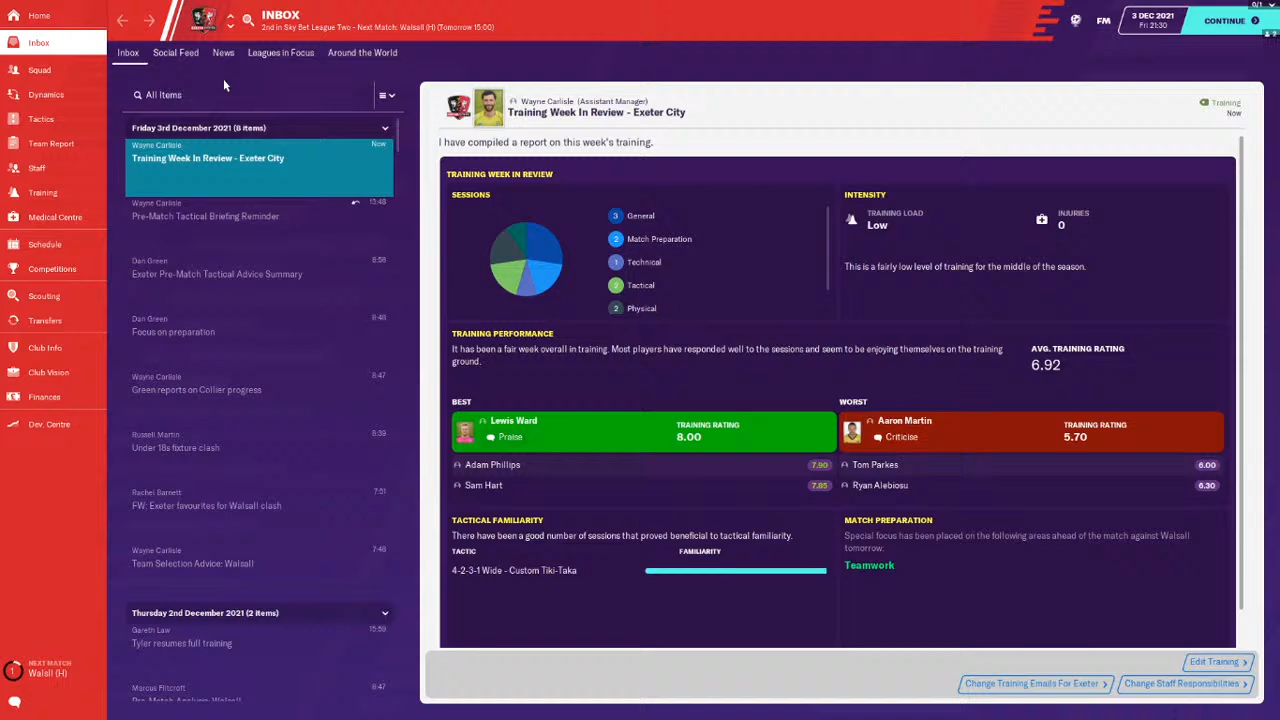 Home
Inbox
Squad
Dynamics
Tactics
Team Report
Staff
Training
Medical Centre
Schedule
Competitions
Scouting
Transfers
Club Info
Club Vision
Finances
Dev. Centre
NEXT MATCH
1
Walsll (H)
INBOX
2nd in Sky Bet League Two - Next Match: Walsall (H) (Tomorrow 15:00)
FM
3 DEC 2021
Fri 21:30
CONTINUE
0/1
2
Inbox
Social Feed
News
Leagues in Focus
Around the World
All Items
Friday 3rd December 2021 (8 items)
Wayne Carlisle
Now
Training Week In Review - Exeter City
Wayne Carlisle
15:48
Pre-Match Tactical Briefing Reminder
Dan Green
8:58
Exeter Pre-Match Tactical Advice Summary
Dan Green
8:48
Focus on preparation
Wayne Carlisle
8:47
Green reports on Collier progress
Russell Martin
8:39
Under 18s fixture clash
Rachel Barnett
7:51
FW: Exeter favourites for Walsall clash
Wayne Carlisle
7:48
Team Selection Advice: Walsall
Thursday 2nd December 2021 (2 items)
Gareth Law
15:59
Tyler resumes full training
Marcus Flitcroft
8:47
Pre-Match Analysis: Walsall
Wayne Carlisle (Assistant Manager)
Training Week In Review - Exeter City
Training
Now
I have compiled a report on this week's training.
TRAINING WEEK IN REVIEW
SESSIONS
3 General
2 Match Preparation
1 Technical
2 Tactical
2 Physical
INTENSITY
TRAINING LOAD
Low
INJURIES
0
This is a fairly low level of training for the middle of the season.
TRAINING PERFORMANCE
It has been a fair week overall in training. Most players have responded well to the sessions and seem to be enjoying themselves on the training
ground.
AVG. TRAINING RATING
6.92
BEST
Lewis Ward
Praise
TRAINING RATING
8.00
Adam Phillips
7.90
Sam Hart
7.85
WORST
Aaron Martin
Criticise
TRAINING RATING
5.70
Tom Parkes
6.00
Ryan Alebiosu
6.30
TACTICAL FAMILIARITY
There have been a good number of sessions that proved beneficial to tactical familiarity.
TACTIC
FAMILIARITY
4-2-3-1 Wide - Custom Tiki-Taka
MATCH PREPARATION
Special focus has been placed on the following areas ahead of the match against Walsall
tomorrow:
Teamwork
Edit Training
Change Training Emails For Exeter
Change Staff Responsibilities